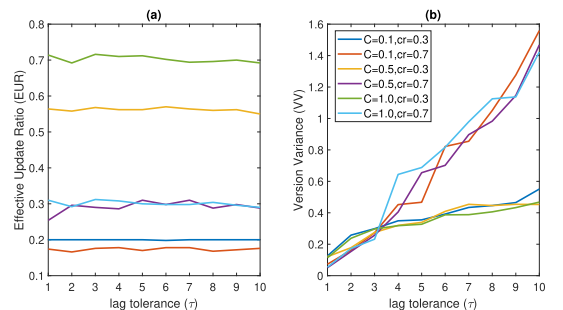 (a)
Effective Update Ratio (EUR)
0.8
0.7
0.6
0.5
0.4
0.3
0.2
0.1
1 2 3 4 5 6 7 8 9 10
lag tolerance (τ)
(b)
Version Variance (VV)
1.6
1.4
1.2
1
0.8
0.6
0.4
0.2
0
C=0.1,cr=0.3
C=0.1,cr=0.7
C=0.5,cr=0.3
C=0.5,cr=0.7
C=1.0,cr=0.3
C=1.0,cr=0.7
1 2 3 4 5 6 7 8 9 10
lag tolerance (τ)